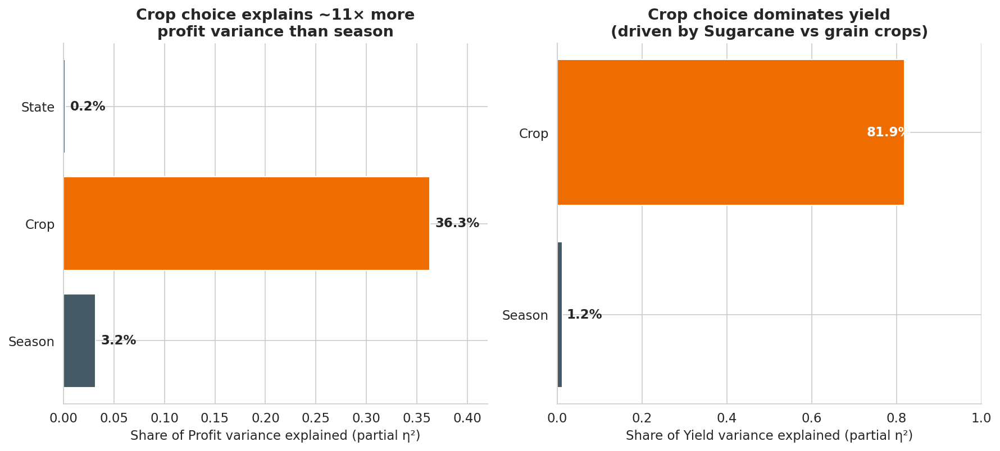 Crop choice explains ~11× more
profit variance than season
State
0.2%
Crop
36.3%
Season
3.2%
0.00 0.05 0.10 0.15 0.20 0.25 0.30 0.35 0.40
Share of Profit variance explained (partial η²)
Crop choice dominates yield
(driven by Sugarcane vs grain crops)
Crop
81.9%
Season
1.2%
0.0 0.2 0.4 0.6 0.8 1.0
Share of Yield variance explained (partial η²)